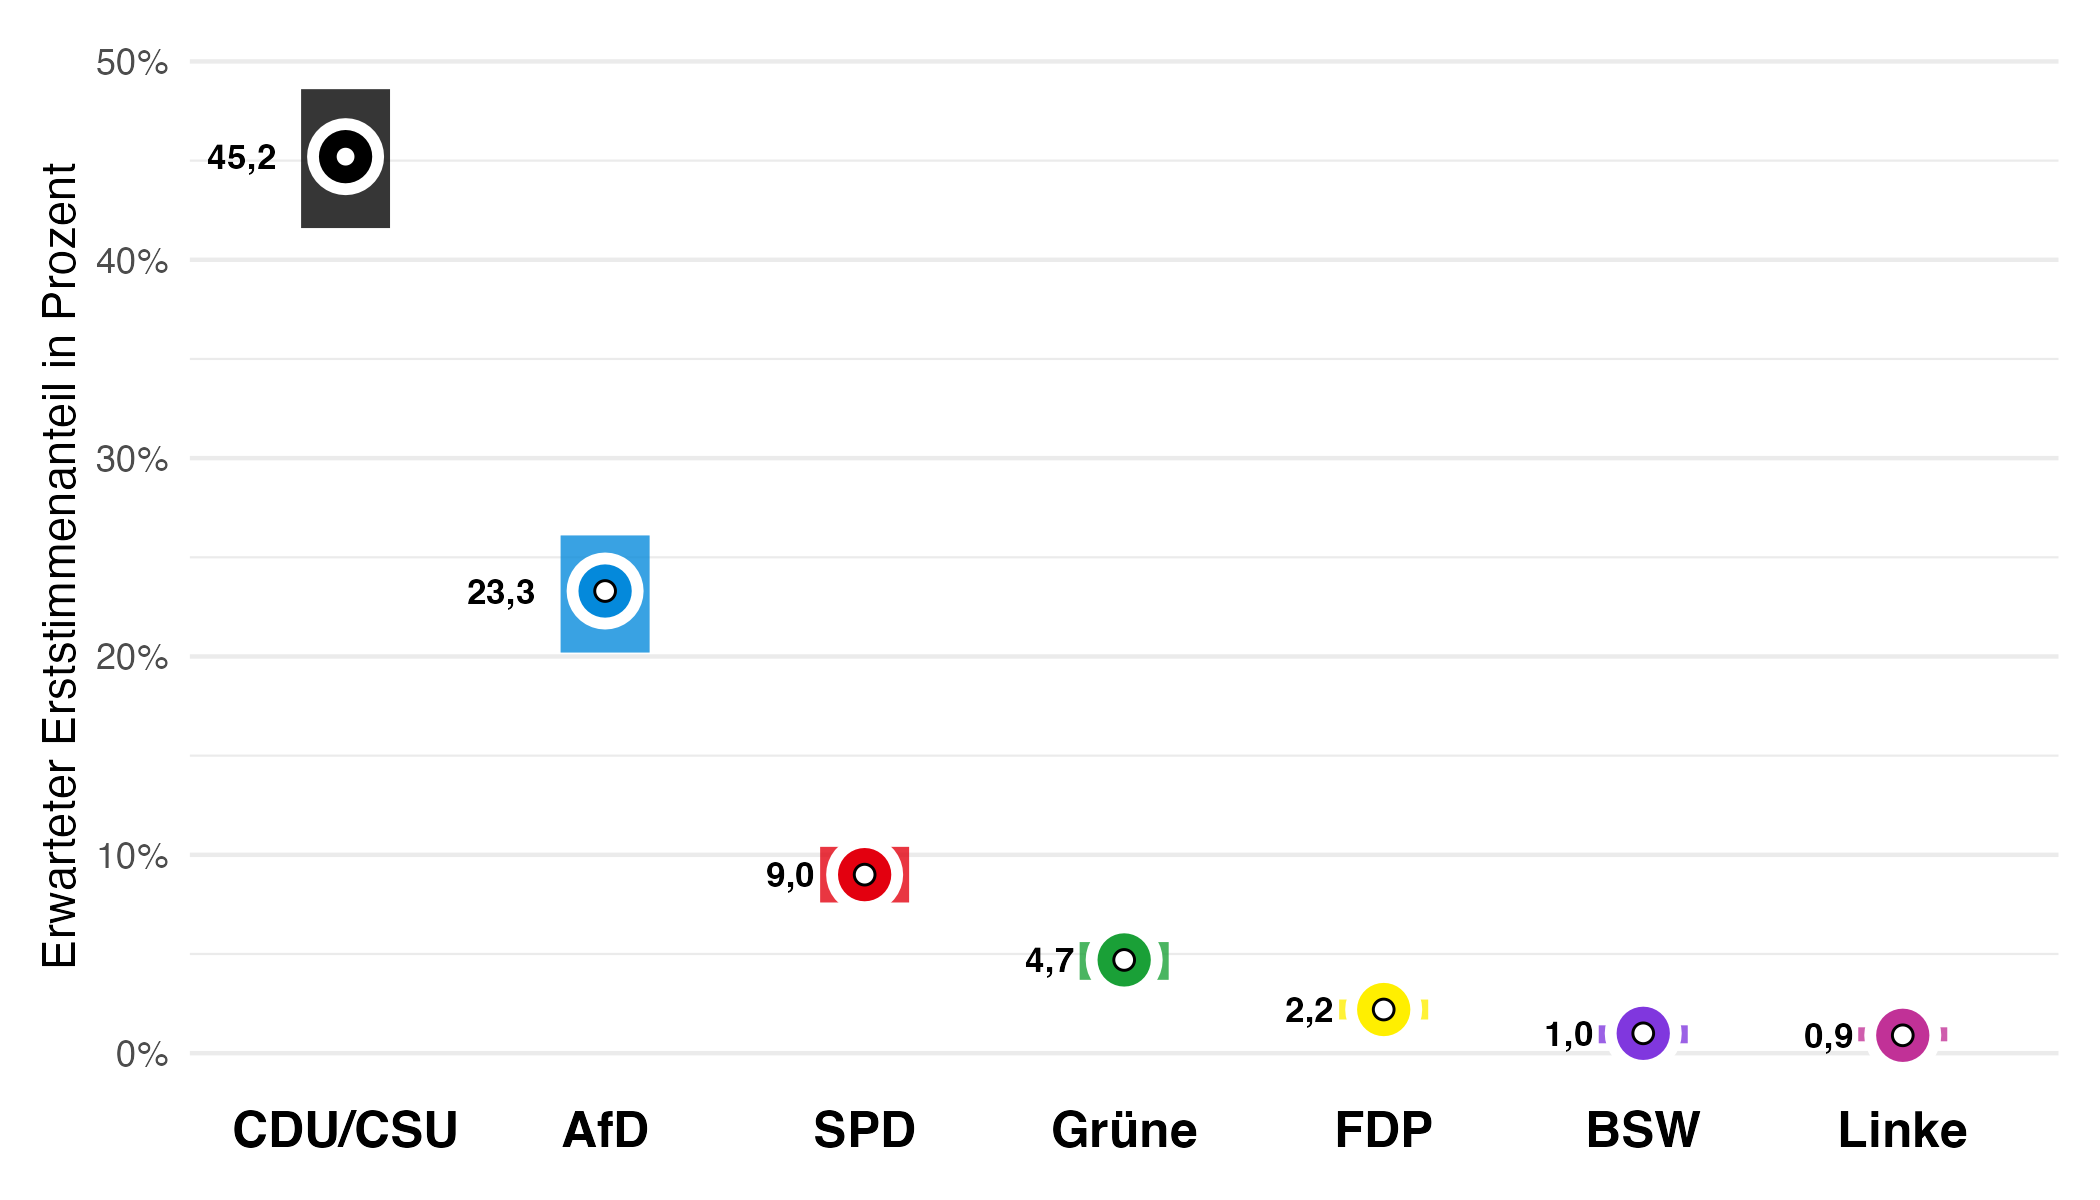 Erwarteter Erststimmenanteil in Prozent
50%
40%
30%
20%
10%
0%
45,2
23,3
9,0
4,7
2,2
1,0
0,9
CDU/CSU
AfD
SPD
Grüne
FDP
BSW
Linke